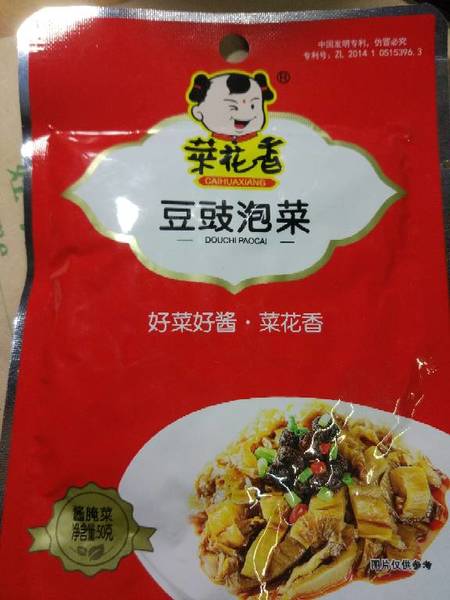 中国发明专利，仿冒必究
专利号：ZL 2014 1 0515396.3
®
菜花香
CAIHUAXIANG
豆豉泡菜
DOUCHI PAOCAI
好菜好酱·菜花香
酱腌菜
净含量:50克
图片仅供参考